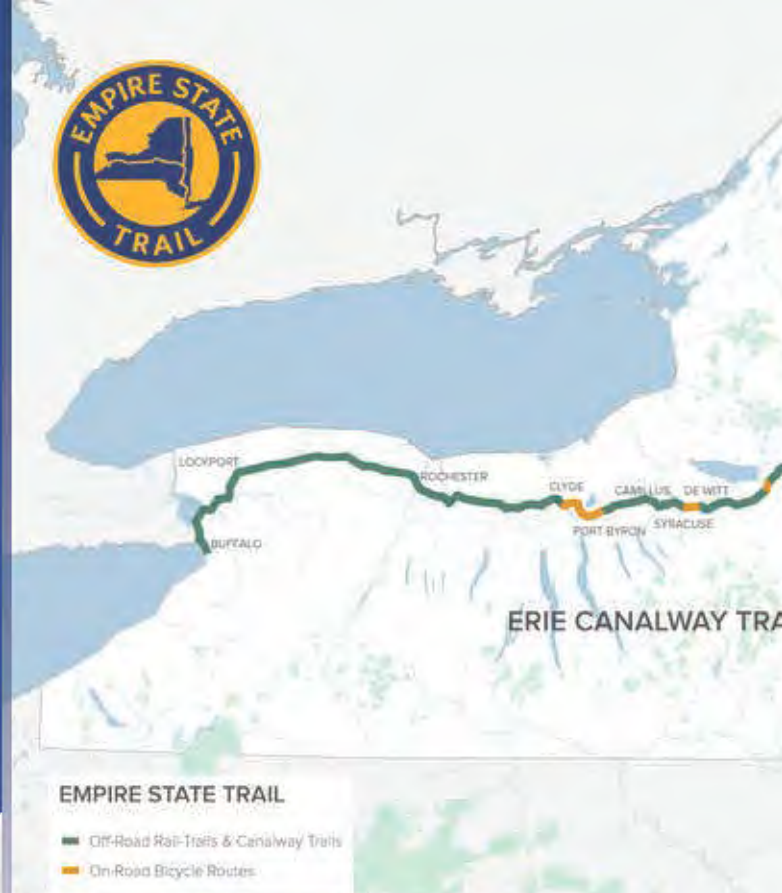 EMPIRE STATE
TRAIL
LOCKPORT
ROCHESTER
CLYDE
CAMILLUS
DE WITT
PORT BYRON
SYRACUSE
BUFFALO
ERIE CANALWAY TRA
EMPIRE STATE TRAIL
Off-Road Rail-Trails & Canalway Trails
On-Road Bicycle Routes